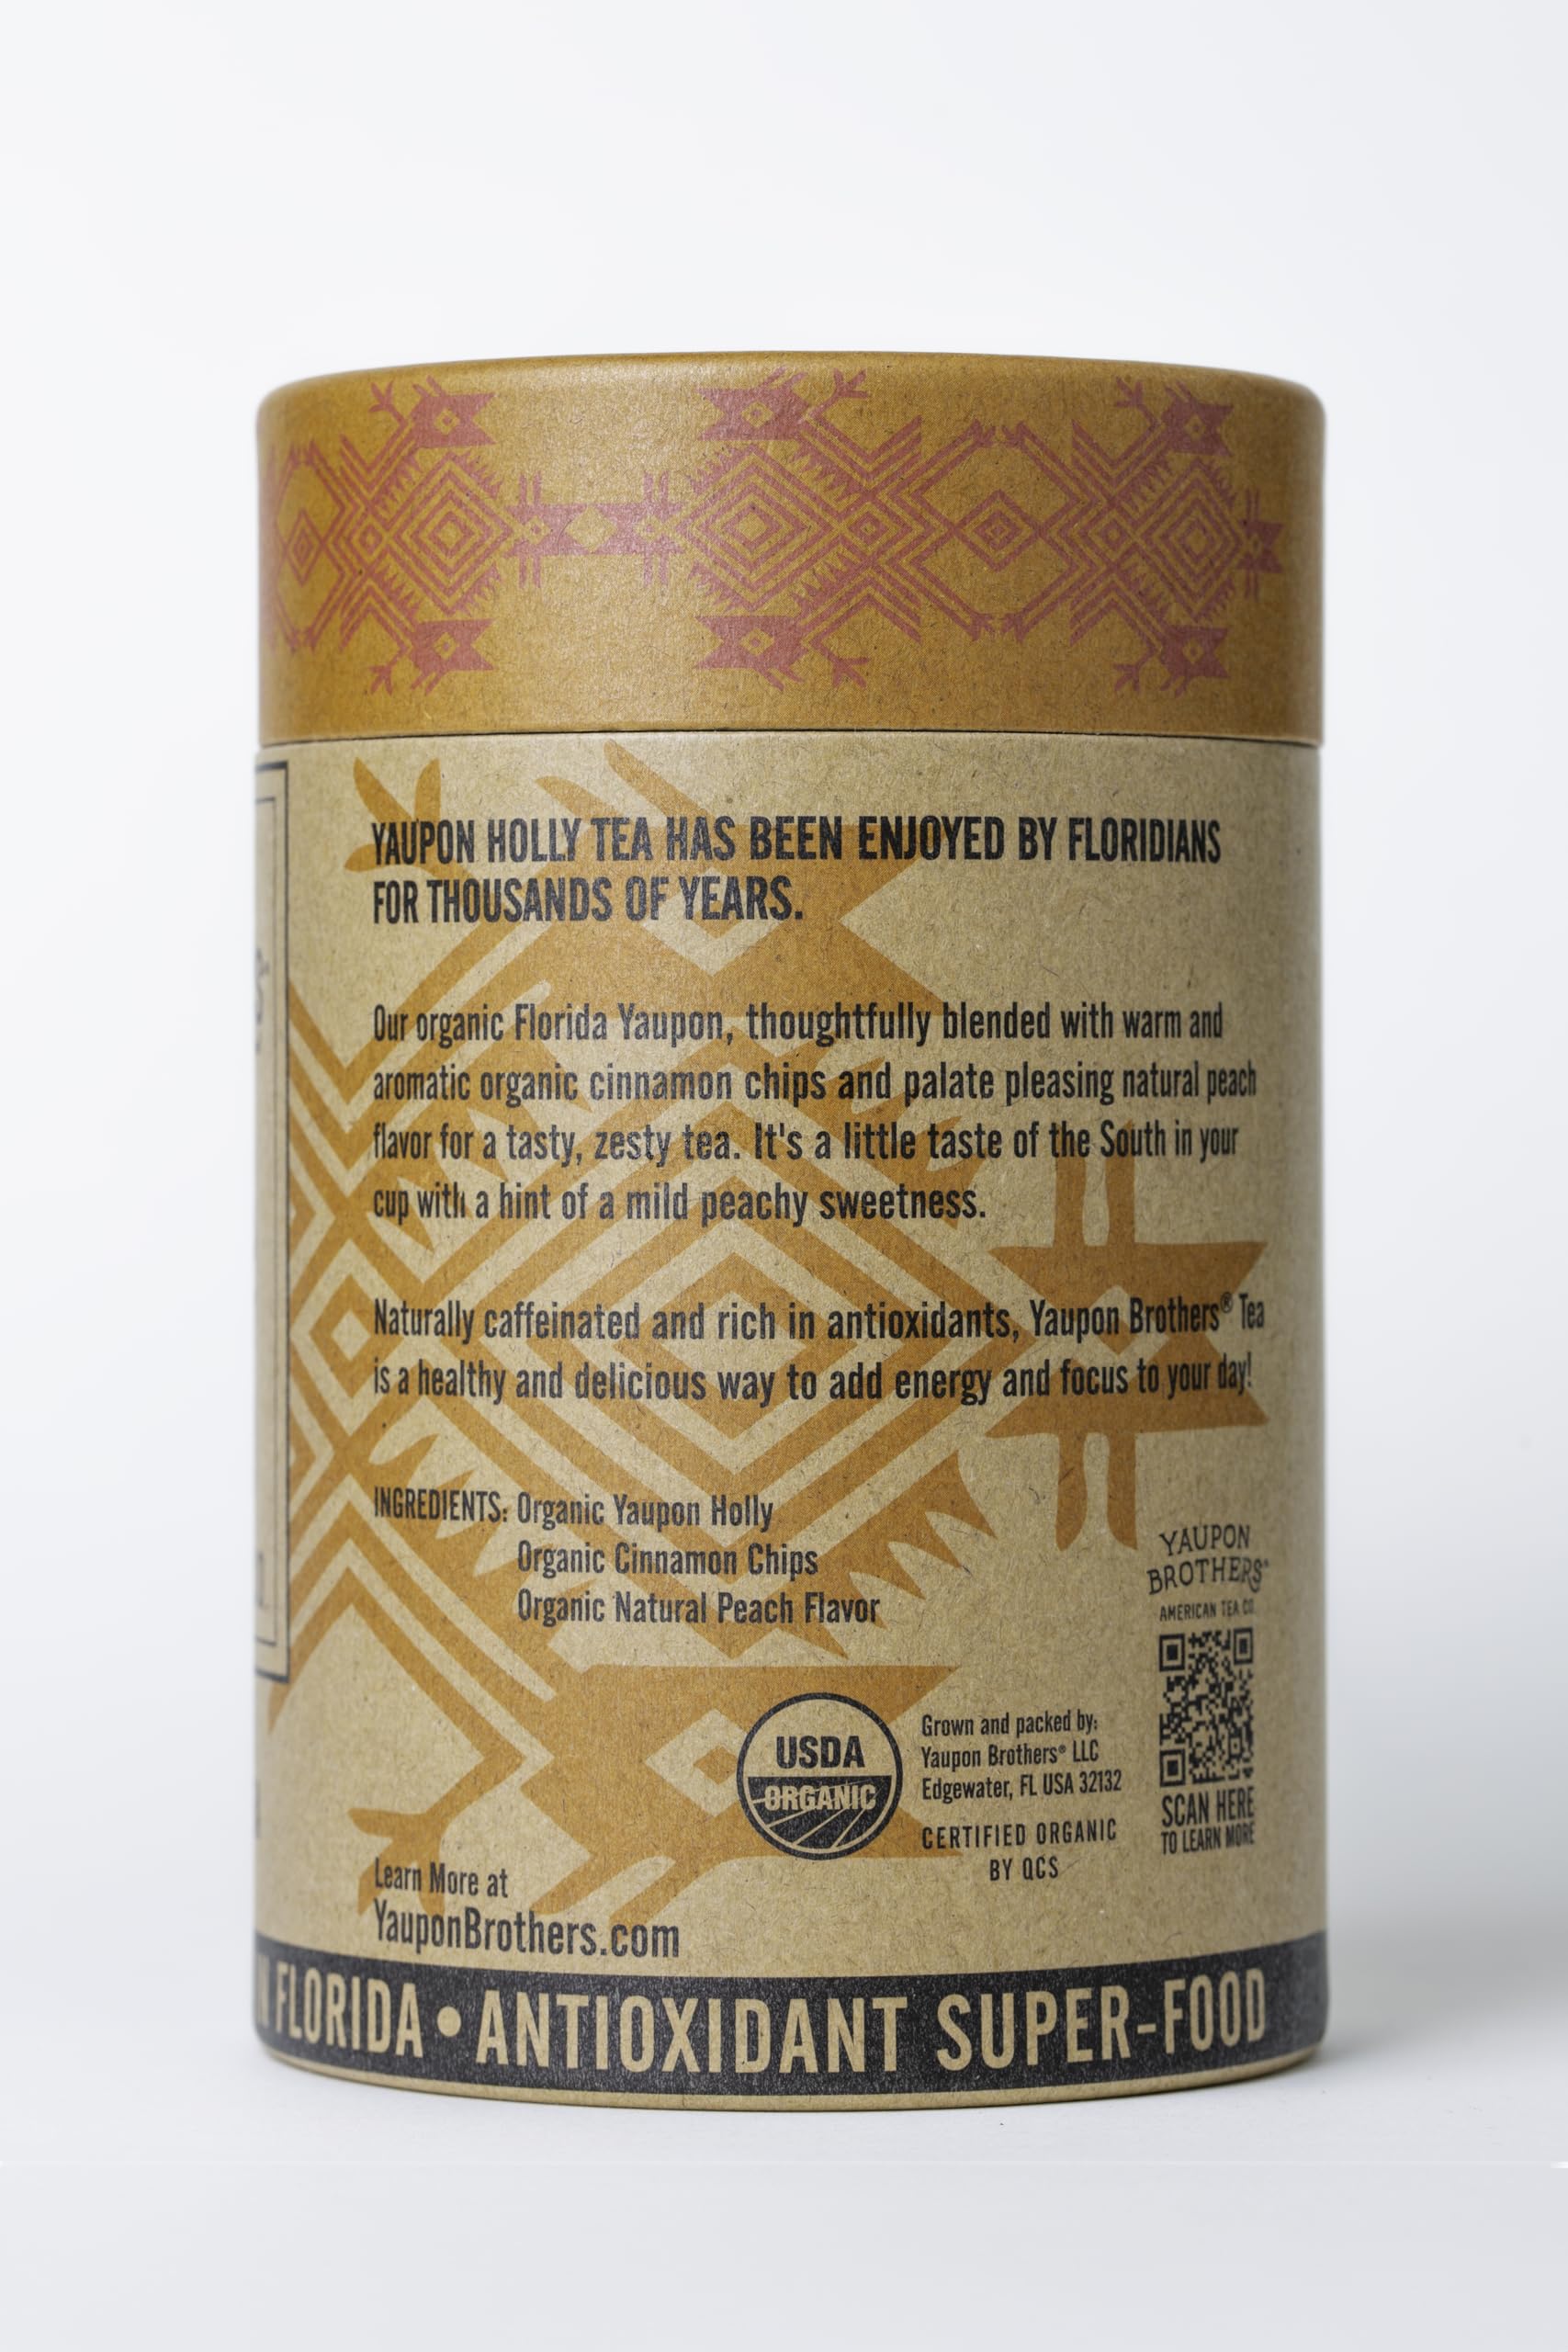 YAUPON HOLLY TEA HAS BEEN ENJOYED BY FLORIDIANS
FOR THOUSANDS OF YEARS.
Our organic Florida Yaupon, thoughtfully blended with warm and
aromatic organic cinnamon chips and palate pleasing natural peach
flavor for a tasty, zesty tea. It's a little taste of the South in your
cup with a hint of a mild peachy sweetness.
Naturally caffeinated and rich in antioxidants, Yaupon Brothers® Tea
is a healthy and delicious way to add energy and focus to your day!
INGREDIENTS: Organic Yaupon Holly
Organic Cinnamon Chips
Organic Natural Peach Flavor
YAUPON
BROTHERS®
AMERICAN TEA CO
SCAN HERE
TO LEARN MORE
USDA
ORGANIC
Grown and packed by:
Yaupon Brothers® LLC
Edgewater, FL USA 32132
CERTIFIED ORGANIC
BY QCS
Learn More at
YauponBrothers.com
FLORIDA • ANTIOXIDANT SUPER-FOOD